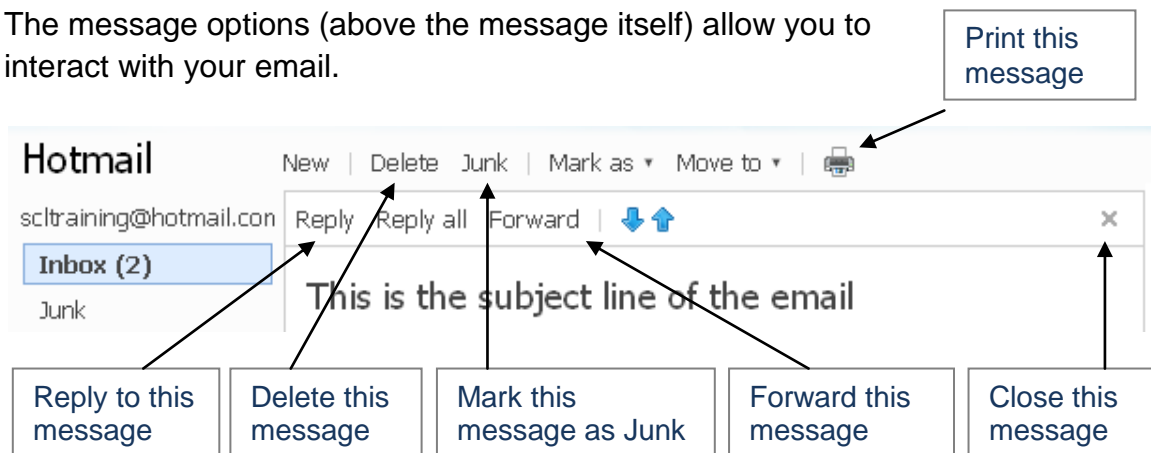 The message options (above the message itself) allow you to
interact with your email.
Print this
message
Hotmail
New | Delete Junk | Mark as ▾ Move to ▾ |
scltraining@hotmail.con
Reply Reply all Forward |
Inbox (2)
Junk
This is the subject line of the email
Reply to this
message
Delete this
message
Mark this
message as Junk
Forward this
message
Close this
message